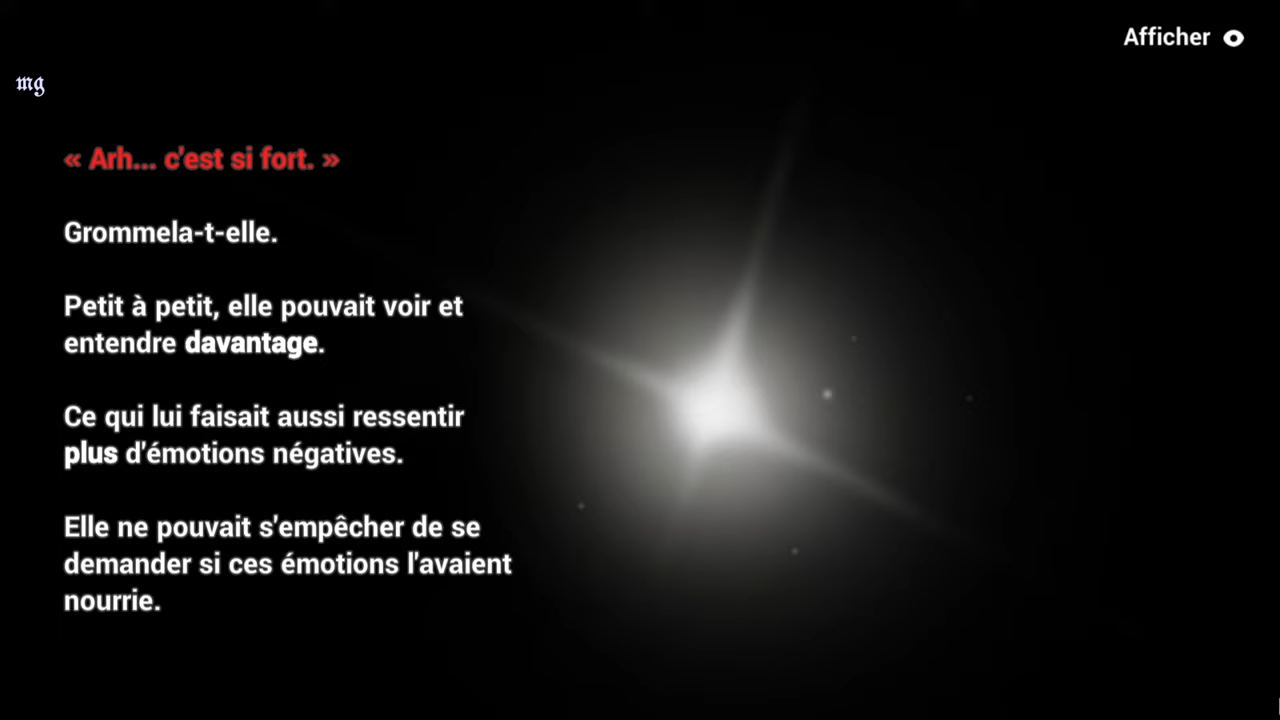 Afficher
mg
« Arh... c'est si fort. »
Grommela-t-elle.
Petit à petit, elle pouvait voir et
entendre davantage.
Ce qui lui faisait aussi ressentir
plus d'émotions négatives.
Elle ne pouvait s'empêcher de se
demander si ces émotions l'avaient
nourrie.